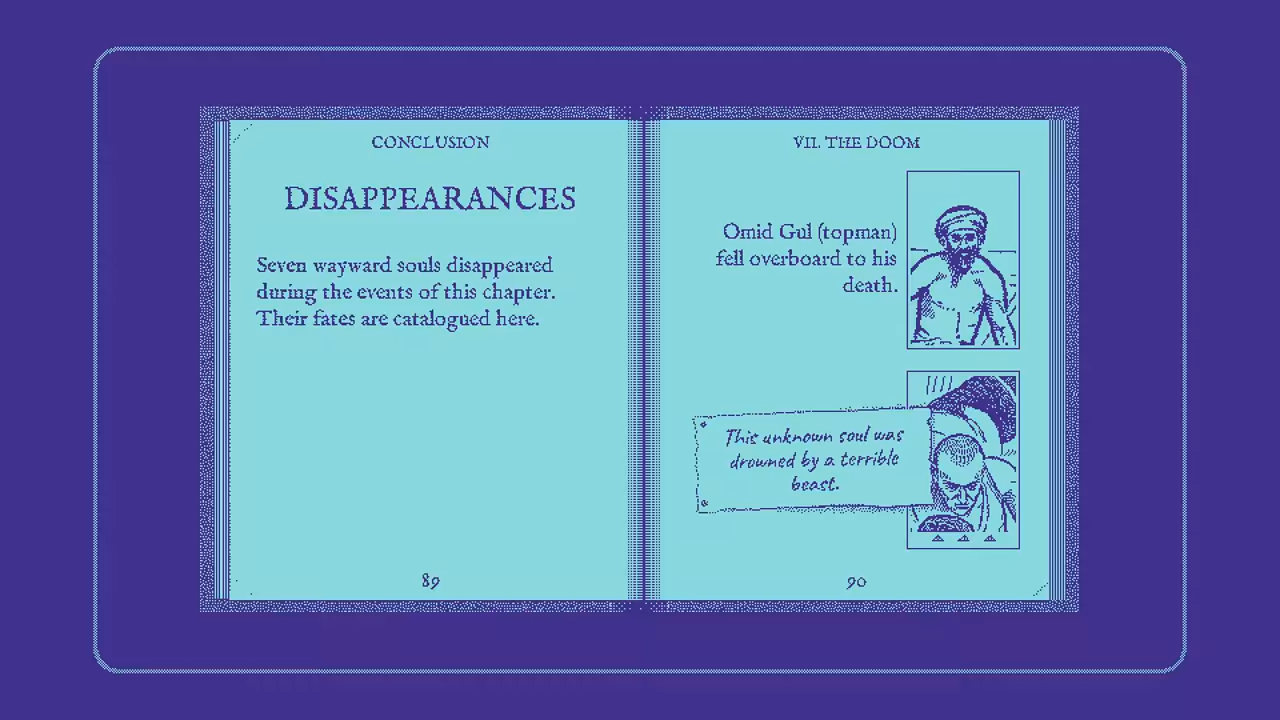 CONCLUSION
DISAPPEARANCES
Seven wayward souls disappeared
during the events of this chapter.
Their fates are catalogued here.
89
VII. THE DOOM
Omid Gul (topman)
fell overboard to his
death.
This unknown soul was
drowned by a terrible
beast.
90